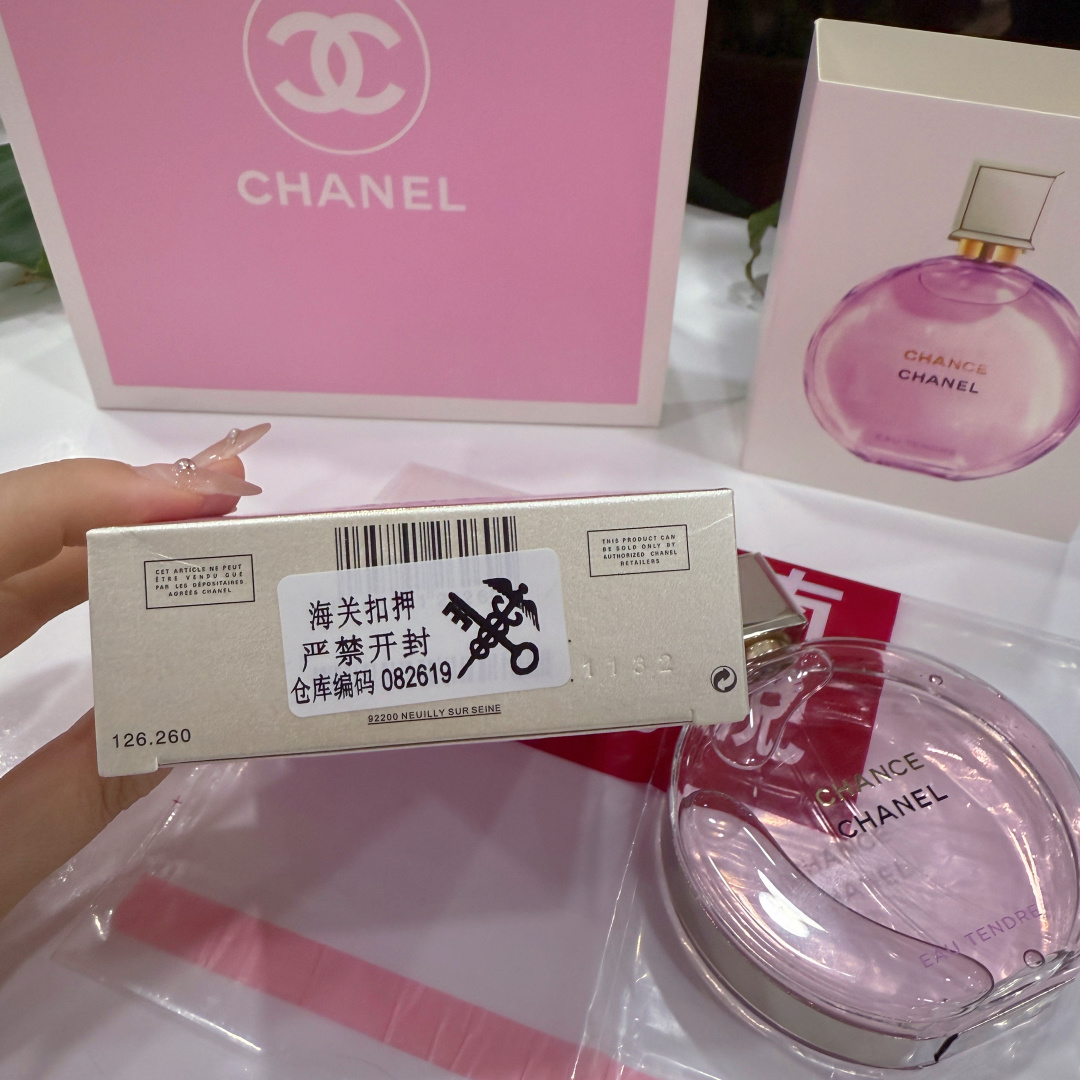 CHANEL
CHANCE
CHANEL
EAU TENDRE
CET ARTICLE NE PEUT
ÊTRE VENDU QUE
PAR LES DÉPOSITAIRES
AGRÉÉS CHANEL
THIS PRODUCT CAN
BE SOLD ONLY BY
AUTHORIZED CHANEL
RETAILERS
海关扣押
严禁开封
仓库编码 082619
1132
92200 NEUILLY SUR SEINE
126.260
CHANCE
CHANEL
EAU TENDRE